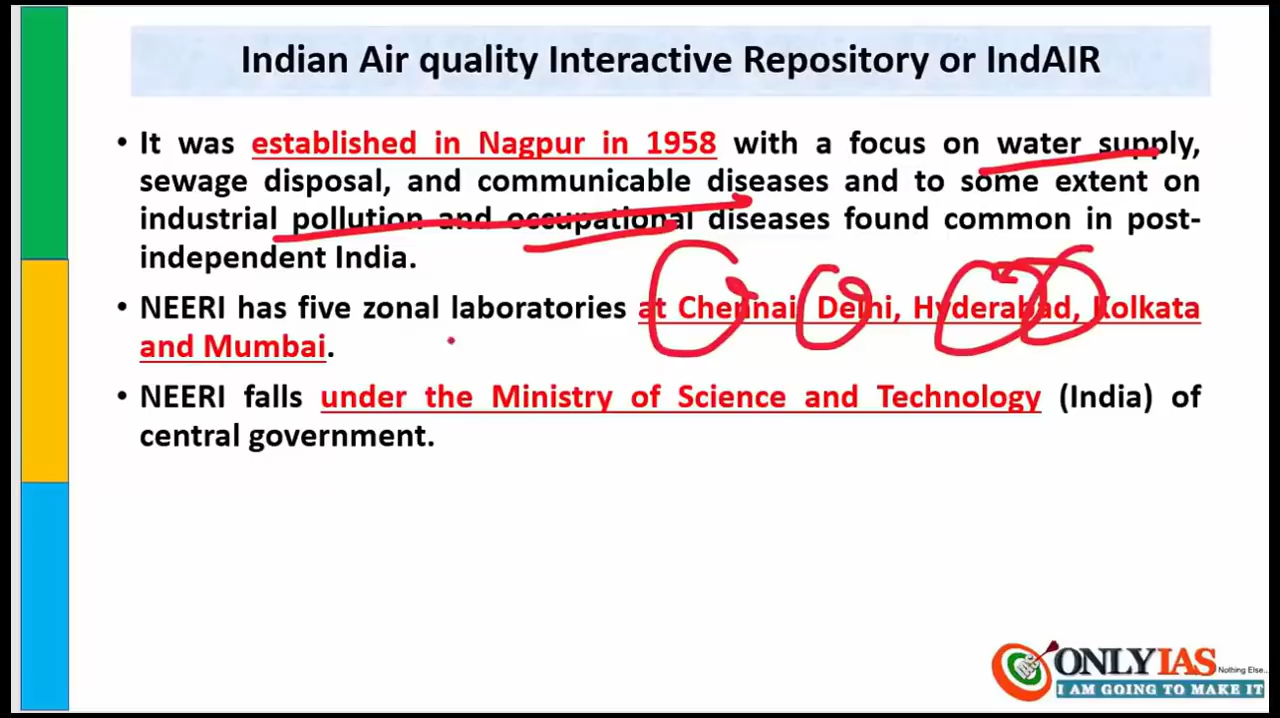 Indian Air quality Interactive Repository or IndAIR
• It was established in Nagpur in 1958 with a focus on water supply,
sewage disposal, and communicable diseases and to some extent on
industrial pollution and occupational diseases found common in post-
independent India.
• NEERI has five zonal laboratories at Chennai, Delhi, Hyderabad, Kolkata
and Mumbai.
• NEERI falls under the Ministry of Science and Technology (India) of
central government.
ONLYIAS Nothing Else...
I AM GOING TO MAKE IT